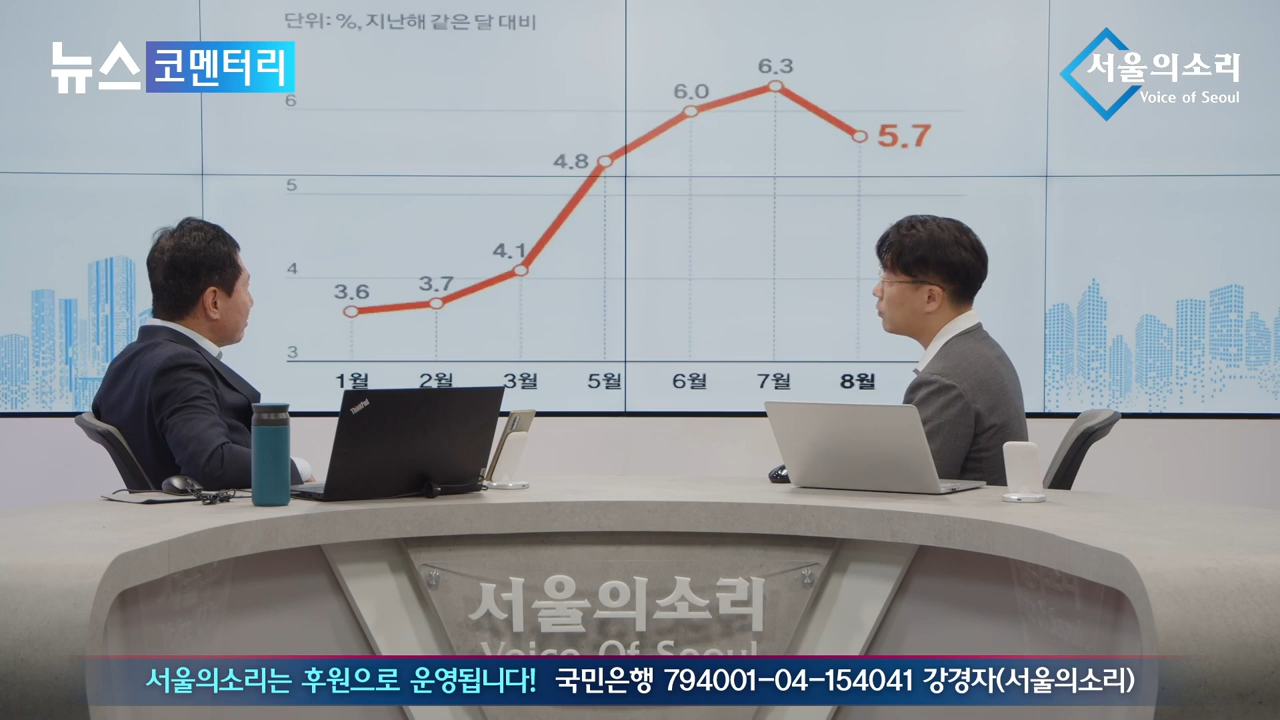 단위: %, 지난해 같은 달 대비
뉴스 코멘터리
서울의소리
Voice of Seoul
6.3
6.0
6
5.7
4.8
5
4.1
4
3.7
3.6
3
1월 2월 3월 5월 6월 7월 8월
ThinkPad
서울의소리
Voice Of Seoul
서울의소리는 후원으로 운영됩니다! 국민은행 794001-04-154041 강경자(서울의소리)